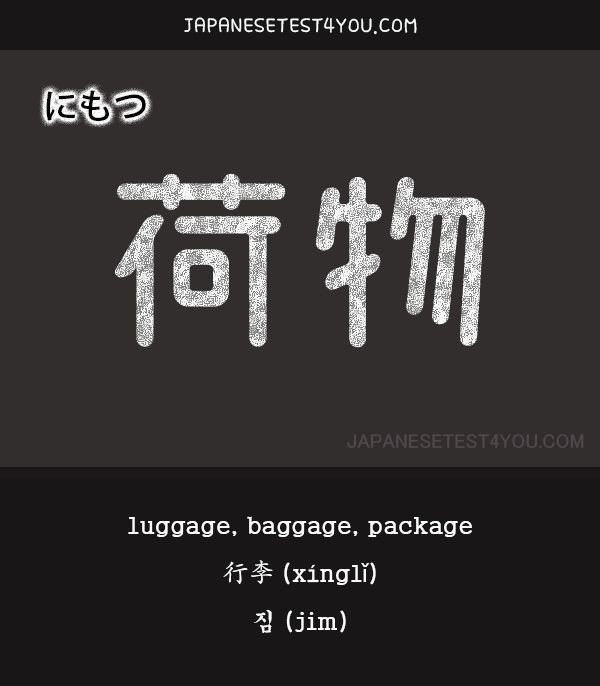 JAPANESETEST4YOU.COM
にもつ
荷物
JAPANESETEST4YOU.COM
luggage, baggage, package
行李 (xínglǐ)
짐 (jim)